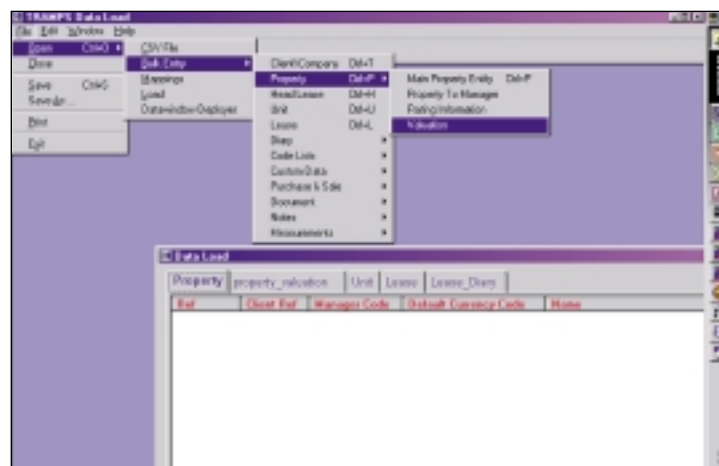 TRAMPS Data Load
File Edit Window Help
Open Ctrl+O
Close
Save Ctrl+S
Save As...
Print
Exit
CSV File
Bulk Entry
Mappings
Load
Datawindow Displayer
Client/Company Ctrl+T
Property Ctrl+P
Head Lease Ctrl+H
Unit Ctrl+U
Lease Ctrl+L
Diary
Code Lists
Custom Data
Purchase & Sale
Document
Notes
Measurements
Main Property Entity Ctrl+P
Property To Manager
Rating Information
Valuation
Data Load
Property property_valuation Unit Lease Lease_Diary
Ref Client Ref Manager Code Default Currency Code Name